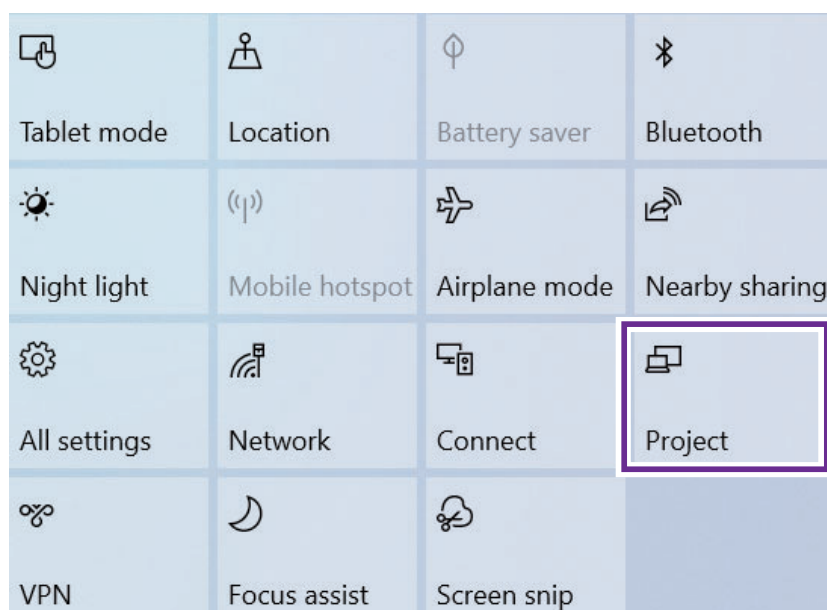 Tablet mode
Location
Battery saver
Bluetooth
Night light
Mobile hotspot
Airplane mode
Nearby sharing
All settings
Network
Connect
Project
VPN
Focus assist
Screen snip